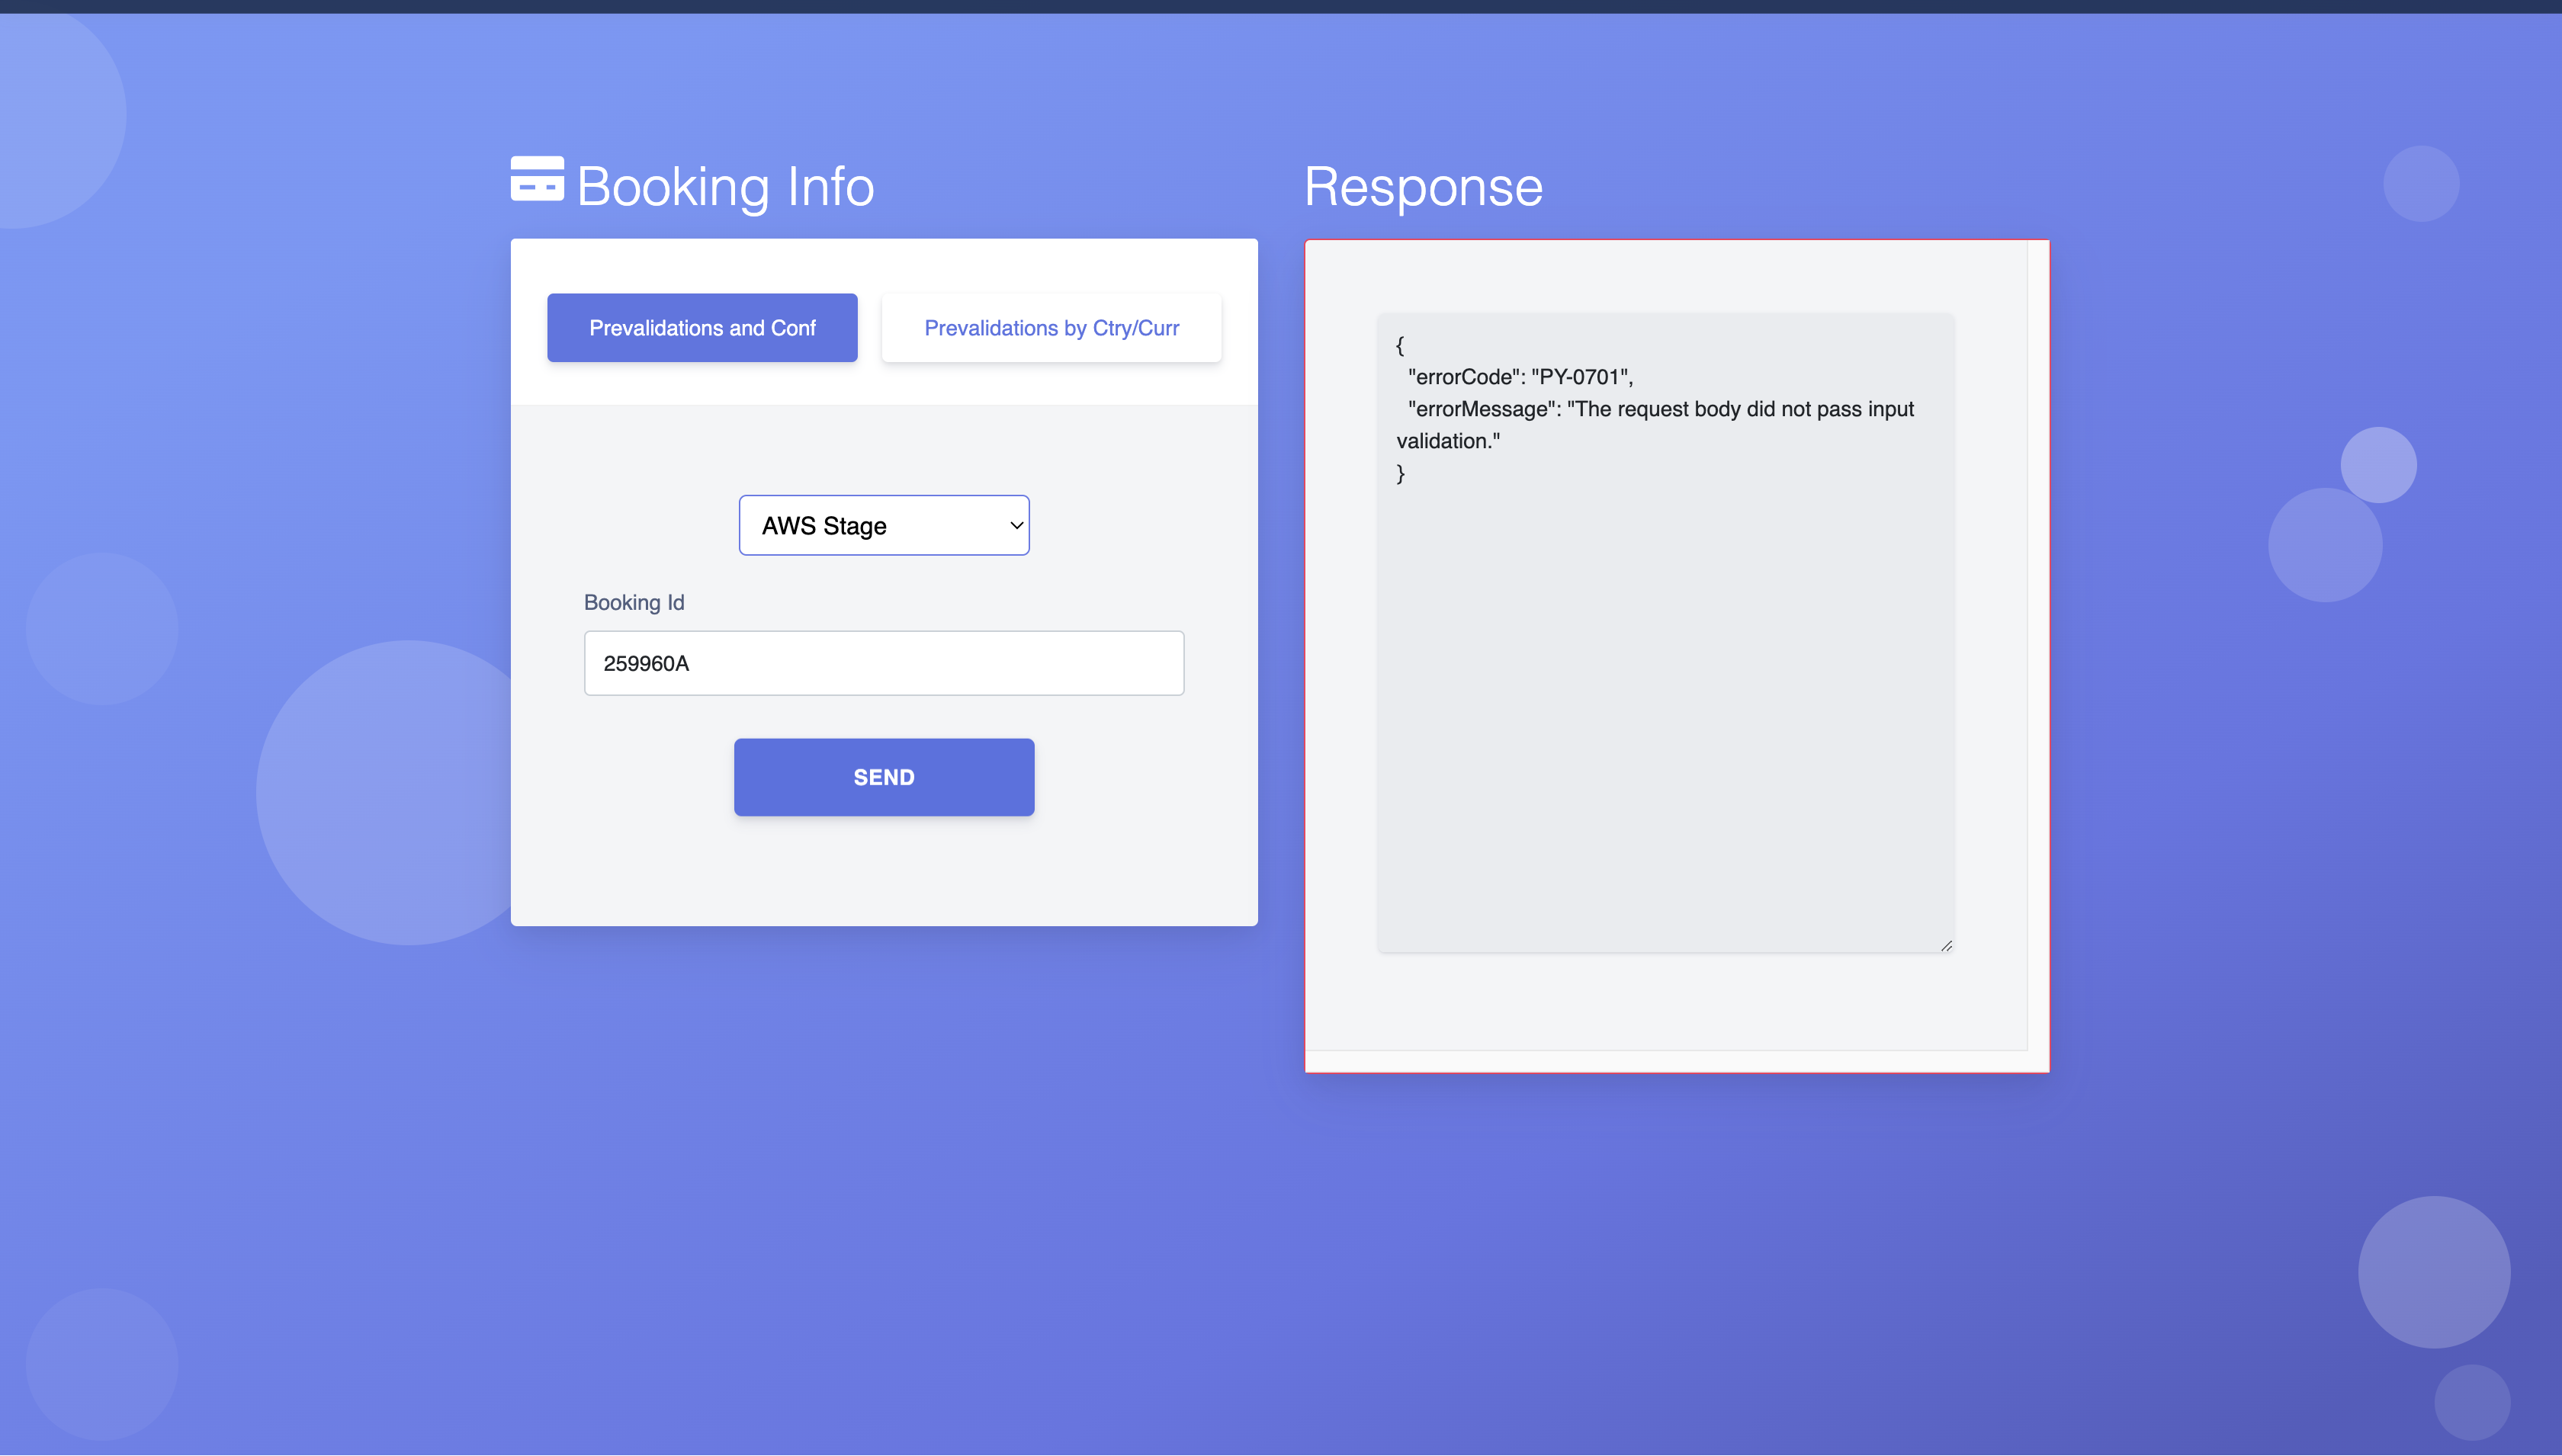 Booking Info
Prevalidations and Conf
Prevalidations by Ctry/Curr
AWS Stage
Booking Id
259960A
SEND
Response
{
"errorCode": "PY-0701",
"errorMessage": "The request body did not pass input
validation."
}